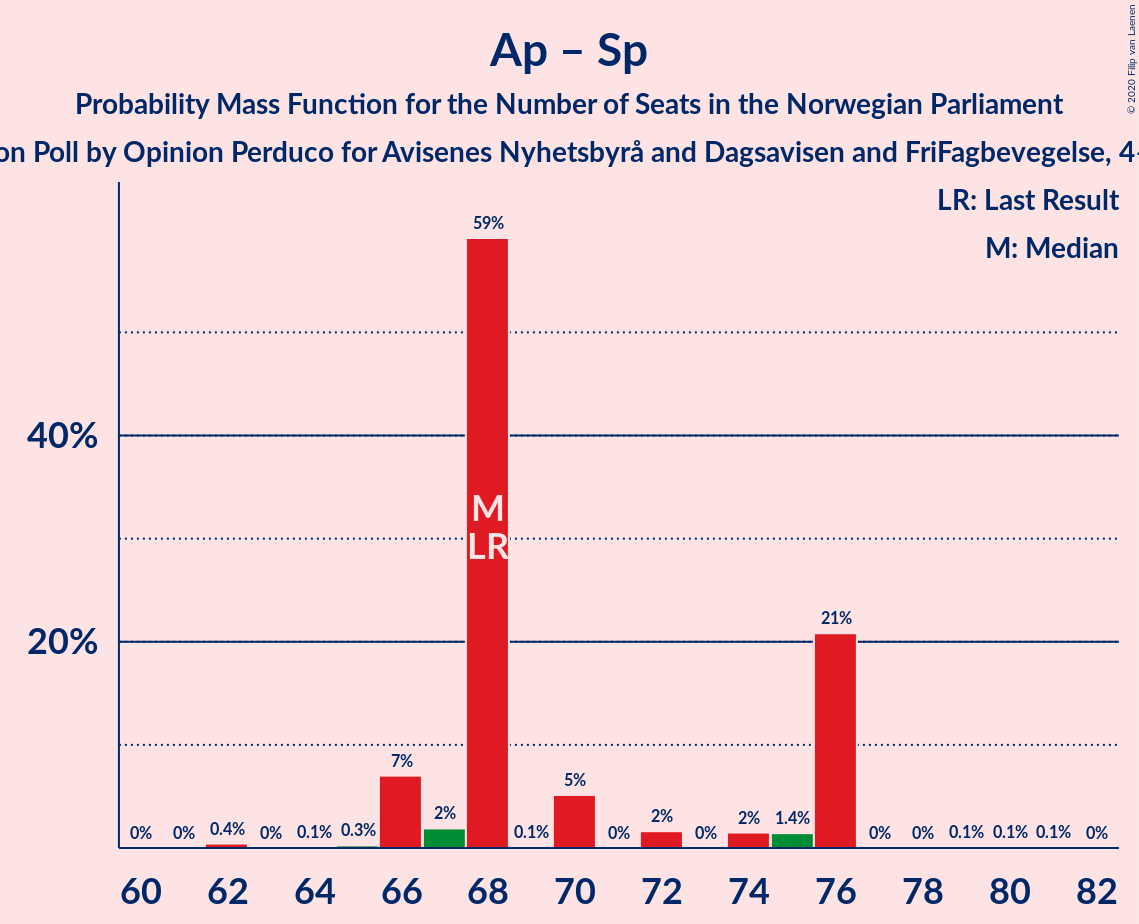 Ap – Sp
Probability Mass Function for the Number of Seats in the Norwegian Parliament
on Poll by Opinion Perduco for Avisenes Nyhetsbyrå and Dagsavisen and FriFagbevegelse, 4-
© 2020 Filip van Laenen
LR: Last Result
M: Median
59%
40%
M
LR
21%
20%
7%
5%
2%
2%
2%
1.4%
0%
0%
0.4%
0%
0.1%
0.3%
0.1%
0%
0%
0%
0%
0.1%
0.1%
0.1%
0%
60 62 64 66 68 70 72 74 76 78 80 82